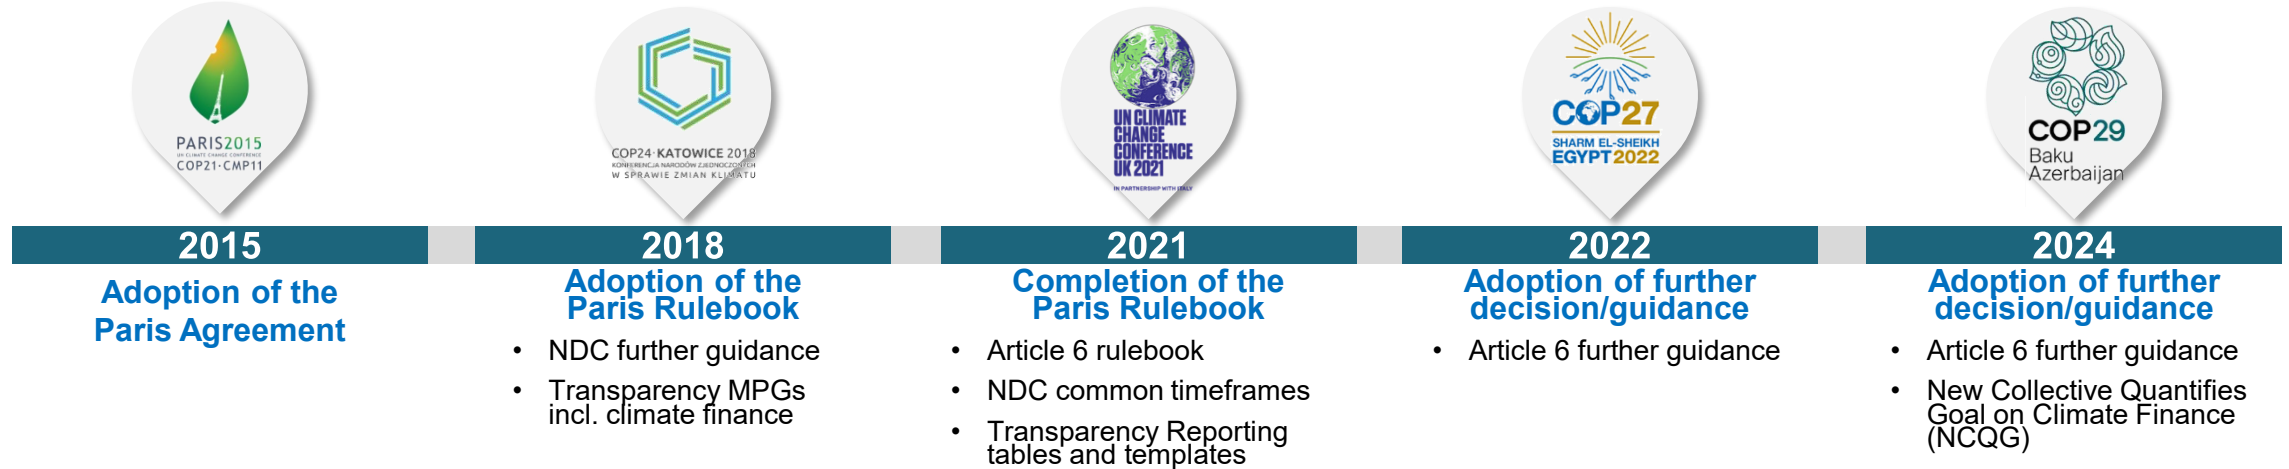 PARIS2015
UN CLIMATE CHANGE CONFERENCE
COP21·CMP11
COP24·KATOWICE 2018
KONFERENCJA NARODÓW ZJEDNOCZONYCH
W SPRAWIE ZMIAN KLIMATU
UN CLIMATE
CHANGE
CONFERENCE
UK 2021
IN PARTNERSHIP WITH ITALY
COP27
SHARM EL-SHEIKH
EGYPT 2022
COP29
Baku
Azerbaijan
2015
Adoption of the
Paris Agreement
2018
Adoption of the
Paris Rulebook
• NDC further guidance
• Transparency MPGs
incl. climate finance
2021
Completion of the
Paris Rulebook
• Article 6 rulebook
• NDC common timeframes
• Transparency Reporting
tables and templates
2022
Adoption of further
decision/guidance
• Article 6 further guidance
2024
Adoption of further
decision/guidance
• Article 6 further guidance
• New Collective Quantifies
Goal on Climate Finance
(NCQG)